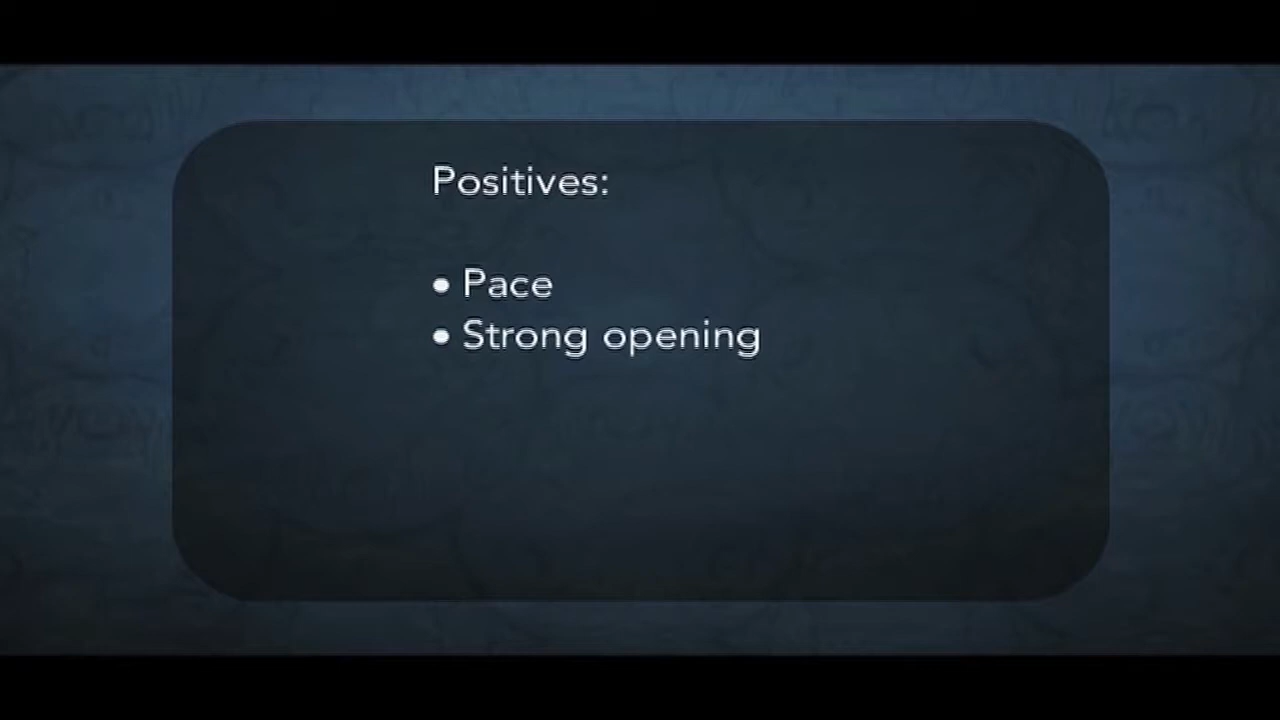 Positives:
• Pace
• Strong opening